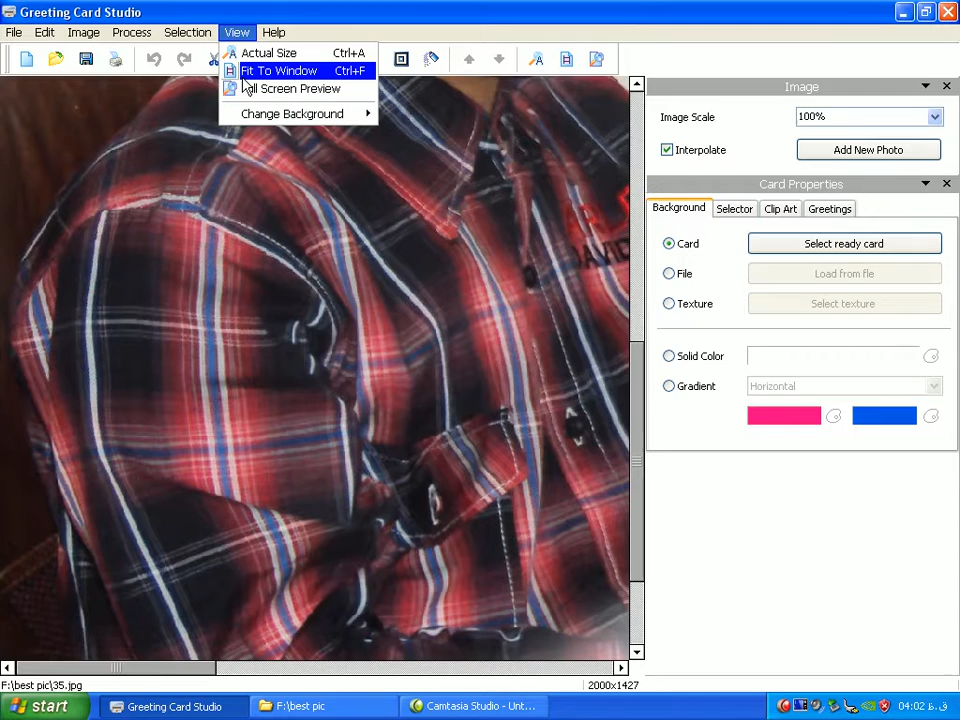 Greeting Card Studio
File Edit Image Process Selection View Help
Actual Size Ctrl+A
Fit To Window Ctrl+F
ll Screen Preview
Change Background
Image
Image Scale 100%
Interpolate Add New Photo
Card Properties
Background Selector Clip Art Greetings
Card Select ready card
File Load from fle
Texture Select texture
Solid Color
Gradient Horizontal
DAVID
F:\best pic\35.jpg 2000x1427
start Greeting Card Studio F:\best pic Camtasia Studio - Unt... 04:02 ق.ظ